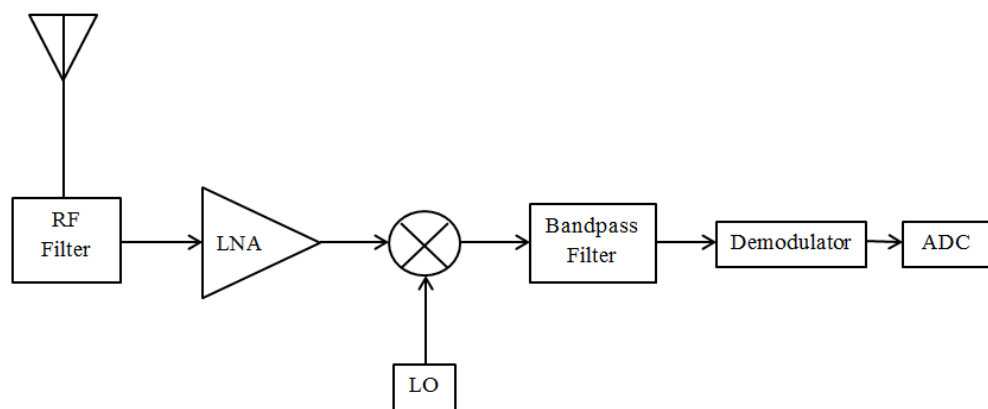 RF
Filter
LNA
Bandpass
Filter
Demodulator
ADC
LO